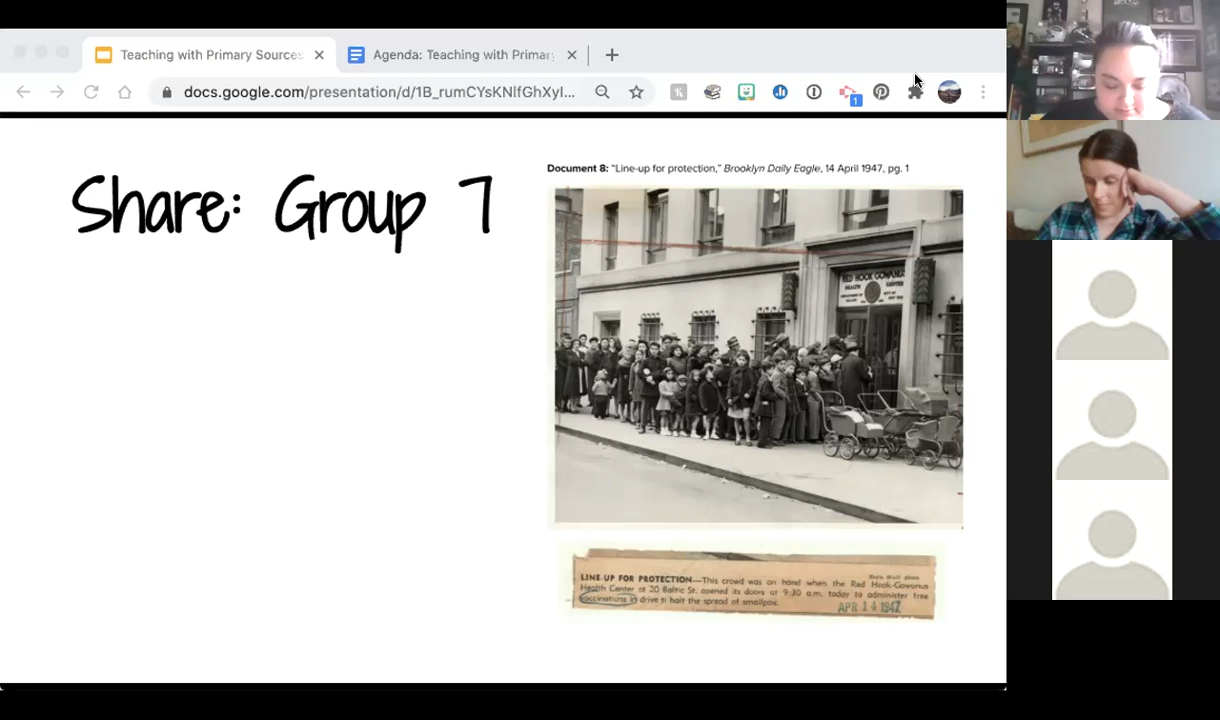 Teaching with Primary Sources
Agenda: Teaching with Primar
docs.google.com/presentation/d/1B_rumCYsKNlfGhXyI...
1
Share: Group 7
Document 8: “Line-up for protection,” Brooklyn Daily Eagle, 14 April 1947, pg. 1
RED HOOK GOWANUS
HEALTH CENTER
LINE-UP FOR PROTECTION—This crowd was on hand when the Red Hook-Gowanus
Health Center at 20 Baltic St. opened its doors at 9:30 a.m. today to administer free
vaccinations in drive to halt the spread of smallpox.
APR 14 1947